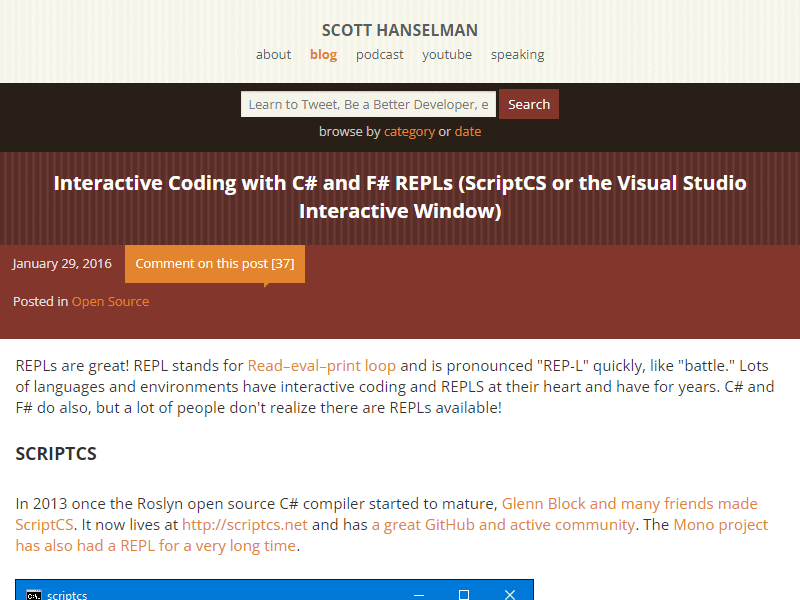 SCOTT HANSELMAN
about blog podcast youtube speaking
Learn to Tweet, Be a Better Developer, e Search
browse by category or date
Interactive Coding with C# and F# REPLs (ScriptCS or the Visual Studio
Interactive Window)
January 29, 2016 Comment on this post [37]
Posted in Open Source
REPLs are great! REPL stands for Read–eval–print loop and is pronounced "REP-L" quickly, like "battle." Lots
of languages and environments have interactive coding and REPLS at their heart and have for years. C# and
F# do also, but a lot of people don't realize there are REPLs available!
SCRIPTCS
In 2013 once the Roslyn open source C# compiler started to mature, Glenn Block and many friends made
ScriptCS. It now lives at http://scriptcs.net and has a great GitHub and active community. The Mono project
has also had a REPL for a very long time.
C:\. scriptcs